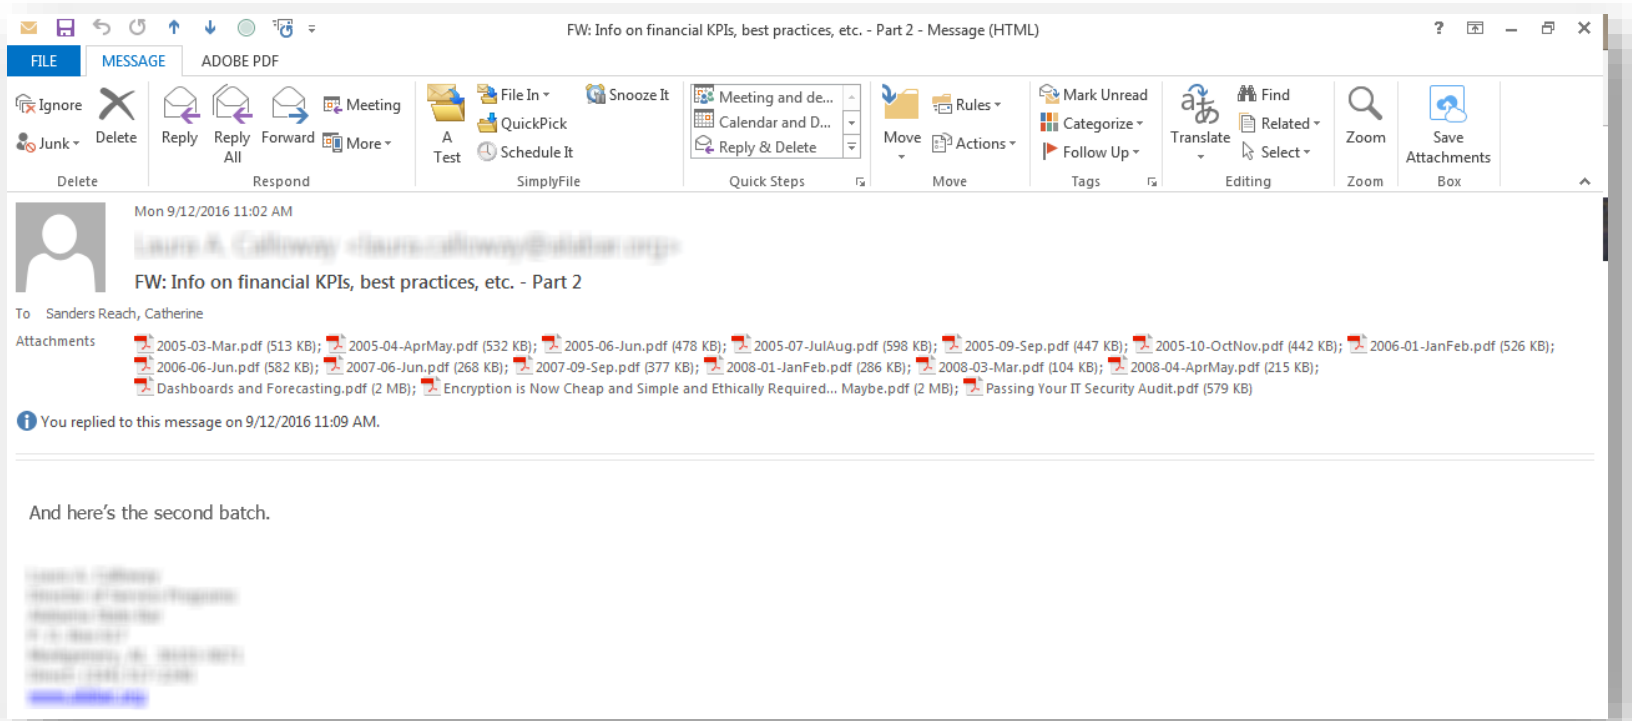 FW: Info on financial KPIs, best practices, etc. - Part 2 - Message (HTML)
?
FILE MESSAGE ADOBE PDF
Ignore
Junk
Delete
Delete
Reply
Reply All
Forward
Meeting
More
Respond
A Test
File In
QuickPick
Schedule It
Snooze It
SimplyFile
Meeting and de...
Calendar and D...
Reply & Delete
Quick Steps
Move
Rules
Actions
Move
Mark Unread
Categorize
Follow Up
Tags
Translate
Find
Related
Select
Editing
Zoom
Zoom
Save Attachments
Box
Mon 9/12/2016 11:02 AM
FW: Info on financial KPIs, best practices, etc. - Part 2
To Sanders Reach, Catherine
Attachments 2005-03-Mar.pdf (513 KB); 2005-04-AprMay.pdf (532 KB); 2005-06-Jun.pdf (478 KB); 2005-07-JulAug.pdf (598 KB); 2005-09-Sep.pdf (447 KB); 2005-10-OctNov.pdf (442 KB); 2006-01-JanFeb.pdf (526 KB);
2006-06-Jun.pdf (582 KB); 2007-06-Jun.pdf (268 KB); 2007-09-Sep.pdf (377 KB); 2008-01-JanFeb.pdf (286 KB); 2008-03-Mar.pdf (104 KB); 2008-04-AprMay.pdf (215 KB);
Dashboards and Forecasting.pdf (2 MB); Encryption is Now Cheap and Simple and Ethically Required... Maybe.pdf (2 MB); Passing Your IT Security Audit.pdf (579 KB)
You replied to this message on 9/12/2016 11:09 AM.
And here's the second batch.